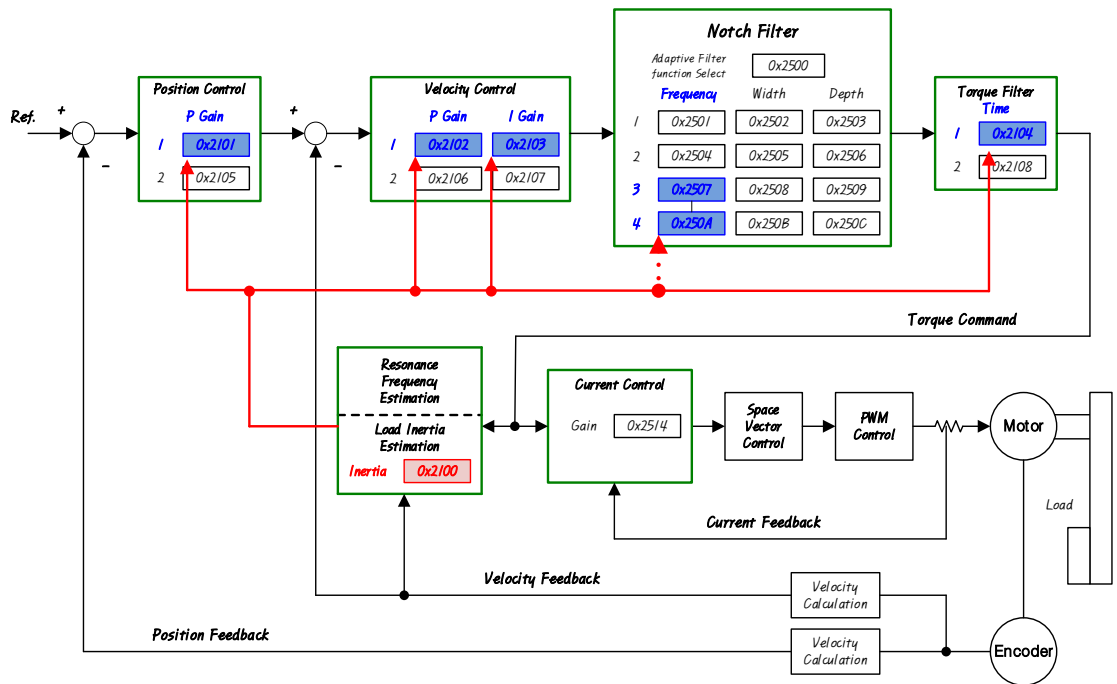 Notch Filter
Adaptive Filter
function Select
0x2500
Frequency Width Depth
1 0x2501 0x2502 0x2503
2 0x2504 0x2505 0x2506
3 0x2507 0x2508 0x2509
4 0x250A 0x250B 0x250C
Ref.
+
-
Position Control
P Gain
1 0x2101
2 0x2105
+
-
Velocity Control
P Gain I Gain
1 0x2102 0x2103
2 0x2106 0x2107
Torque Filter
Time
1 0x2104
2 0x2108
Torque Command
Resonance
Frequency
Estimation
Load Inertia
Estimation
Inertia 0x2100
Current Control
Gain 0x2514
Space
Vector
Control
PWM
Control
Motor
Load
Current Feedback
Velocity Feedback
Velocity
Calculation
Position Feedback
Velocity
Calculation
Encoder